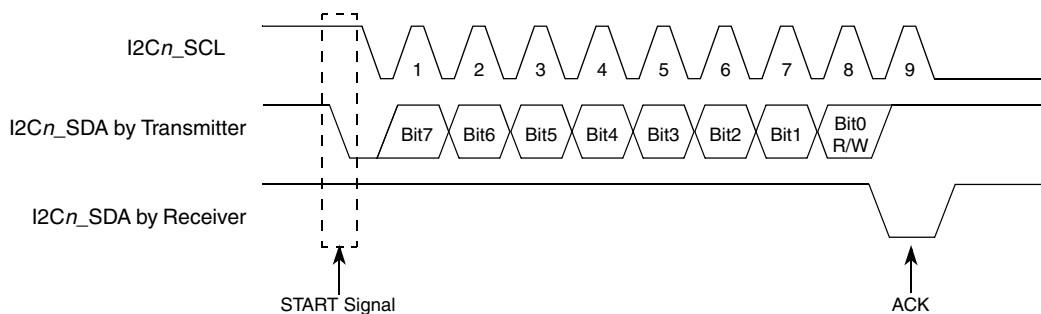 I2Cn_SCL
1 2 3 4 5 6 7 8 9
I2Cn_SDA by Transmitter
Bit7 Bit6 Bit5 Bit4 Bit3 Bit2 Bit1 Bit0
R/W
I2Cn_SDA by Receiver
START Signal ACK